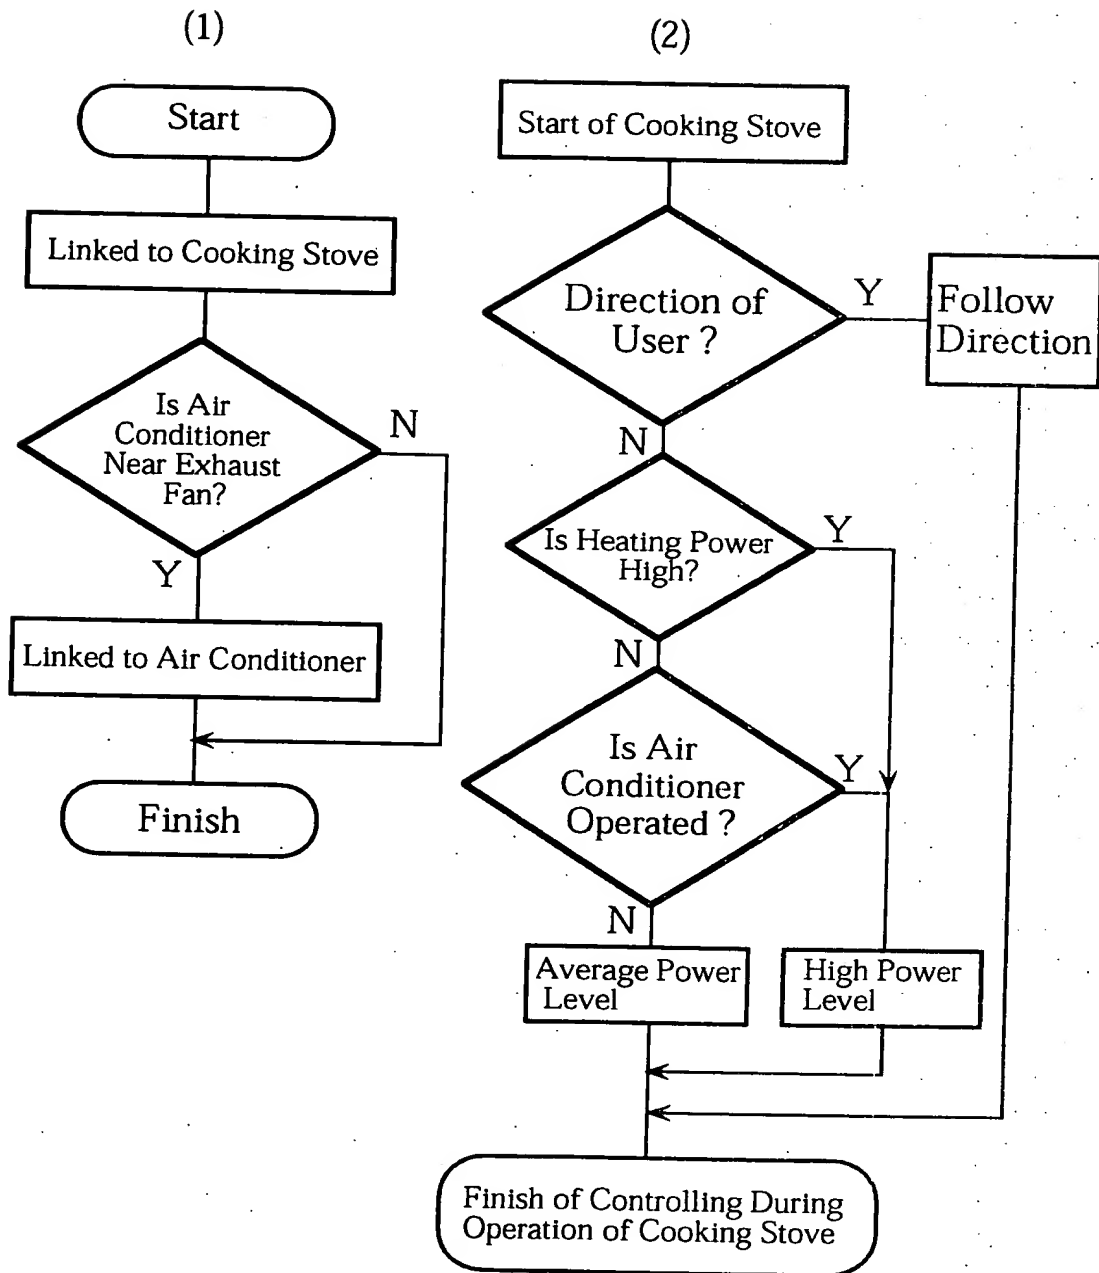 (1)
Start
Linked to Cooking Stove
Is Air
Conditioner
Near Exhaust
Fan?
N
Y
Linked to Air Conditioner
Finish
(2)
Start of Cooking Stove
Direction of
User ?
Y
Follow
Direction
N
Is Heating Power
High?
Y
N
Is Air
Conditioner
Operated ?
Y
N
Average Power
Level
High Power
Level
Finish of Controlling During
Operation of Cooking Stove